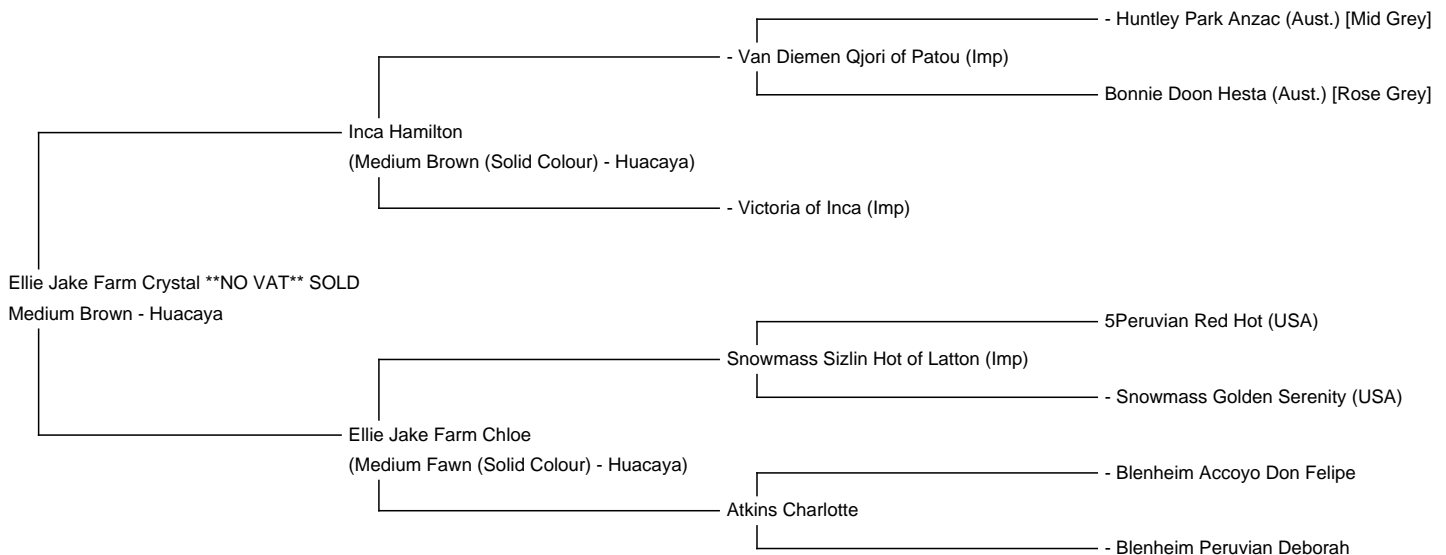 - Huntley Park Anzac (Aust.) [Mid Grey]
- Van Diemen Qjori of Patou (Imp)
Bonnie Doon Hesta (Aust.) [Rose Grey]
Inca Hamilton
(Medium Brown (Solid Colour) - Huacaya)
- Victoria of Inca (Imp)
Ellie Jake Farm Crystal **NO VAT** SOLD
Medium Brown - Huacaya
5Peruvian Red Hot (USA)
Snowmass Sizlin Hot of Latton (Imp)
- Snowmass Golden Serenity (USA)
Ellie Jake Farm Chloe
(Medium Fawn (Solid Colour) - Huacaya)
- Blenheim Accoyo Don Felipe
Atkins Charlotte
- Blenheim Peruvian Deborah